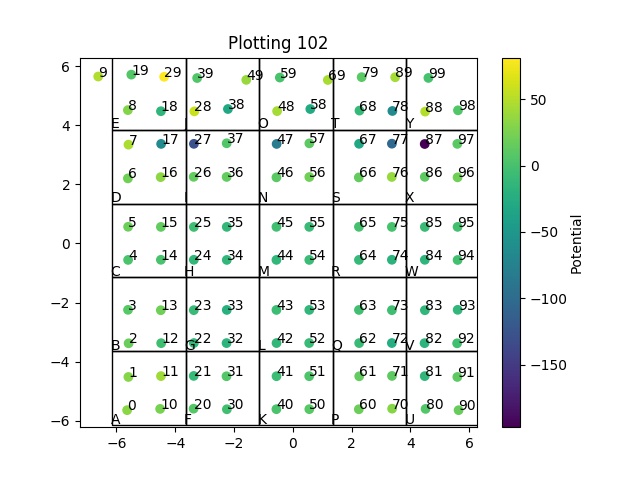 Plotting 102
6
9 19 29 39 49 59 69 79 89 99
8 18 28 38 48 58 68 78 88 98
4 E J O T Y
7 17 27 37 47 57 67 77 87 97
6 16 26 36 46 56 66 76 86 96
2 D I N S X
5 15 25 35 45 55 65 75 85 95
0
4 14 24 34 44 54 64 74 84 94
C H M R W
−2 3 13 23 33 43 53 63 73 83 93
2 12 22 32 42 52 62 72 82 92
B G L Q V
−4
1 11 21 31 41 51 61 71 81 91
0 10 20 30 40 50 60 70 80 90
−6 A F K P U
−6 −4 −2 0 2 4 6
50
0
−50
−100
−150
Potential